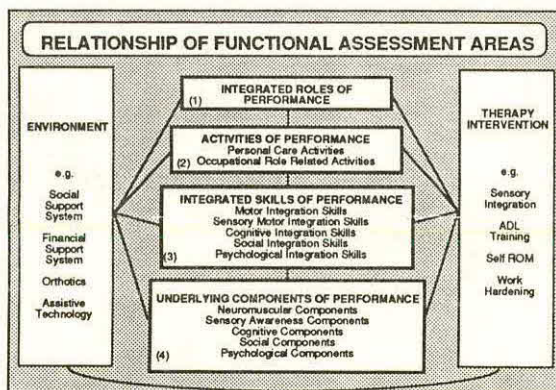 RELATIONSHIP OF FUNCTIONAL ASSESSMENT AREAS
ENVIRONMENT
e.g.
Social
Support
System
Financial
Support
System
Orthotics
Assistive
Technology
(1)
INTEGRATED ROLES OF
PERFORMANCE
ACTIVITIES OF PERFORMANCE
Personal Care Activities
(2) Occupational Role Related Activities
INTEGRATED SKILLS OF PERFORMANCE
Motor Integration Skills
Sensory Motor Integration Skills
Cognitive Integration Skills
Social Integration Skills
(3) Psychological Integration Skills
UNDERLYING COMPONENTS OF PERFORMANCE
Neuromuscular Components
Sensory Awareness Components
Cognitive Components
Social Components
(4) Psychological Components
THERAPY
INTERVENTION
e.g.
Sensory
Integration
ADL
Training
Self ROM
Work
Hardening